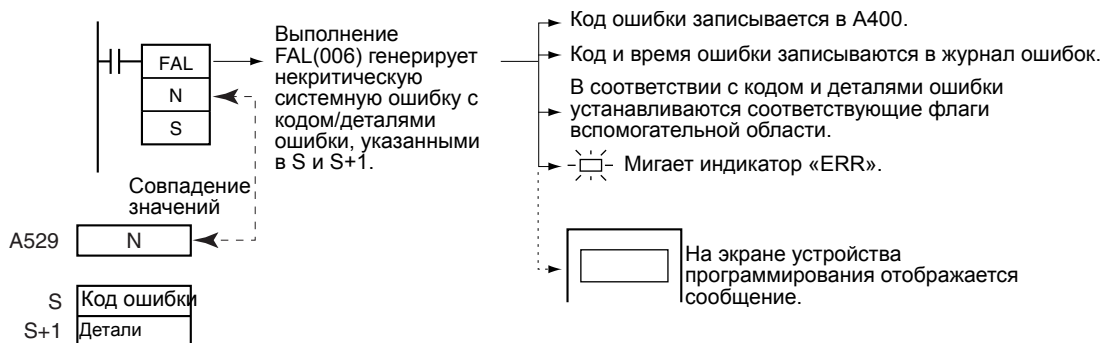 FAL
N
S
Выполнение
FAL(006) генерирует
некритическую
системную ошибку с
кодом/деталями
ошибки, указанными
в S и S+1.
Код ошибки записывается в A400.
Код и время ошибки записываются в журнал ошибок.
В соответствии с кодом и деталями ошибки
устанавливаются соответствующие флаги
вспомогательной области.
Мигает индикатор «ERR».
Совпадение
значений
A529 N
На экране устройства
программирования отображается
сообщение.
S Код ошибки
S+1 Детали